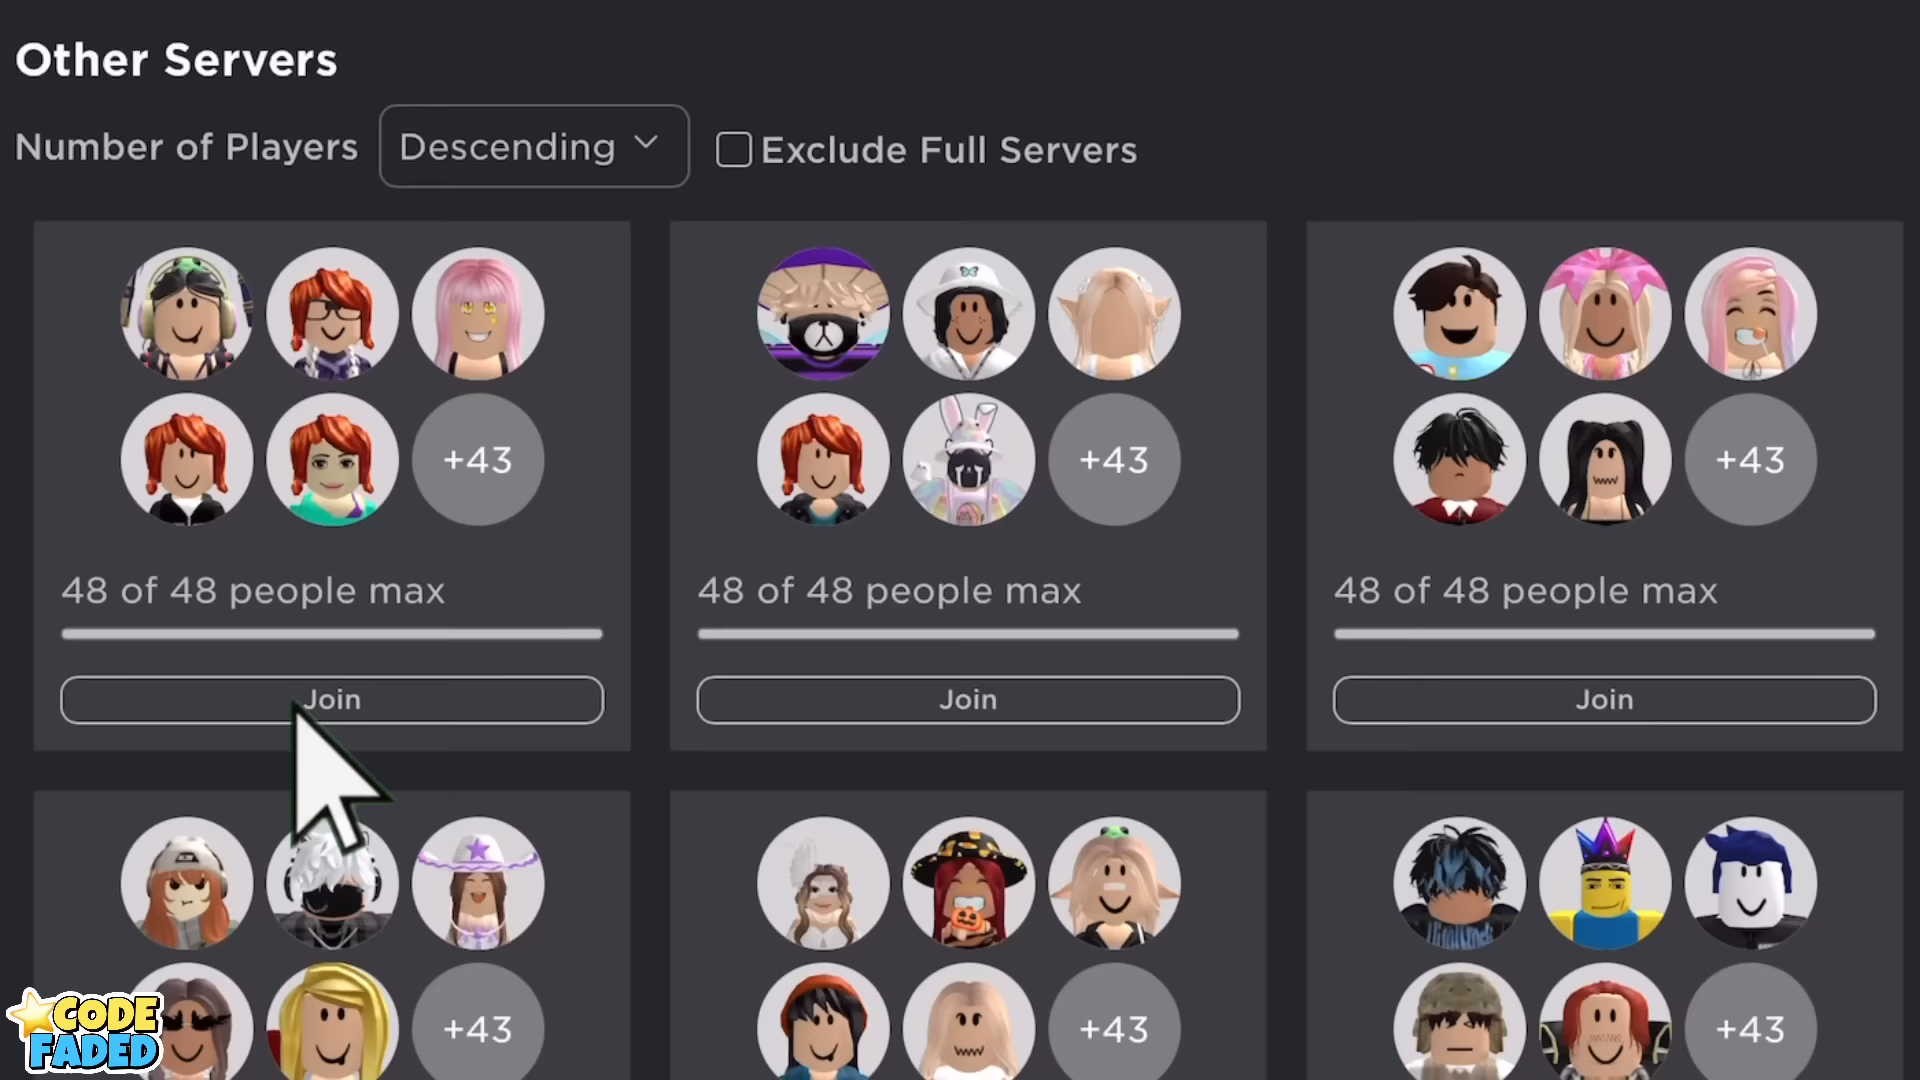 Other Servers
Number of Players Descending Exclude Full Servers
+43 +43 +43
48 of 48 people max 48 of 48 people max 48 of 48 people max
Join Join Join
+43 +43 +43
CODE
FADED